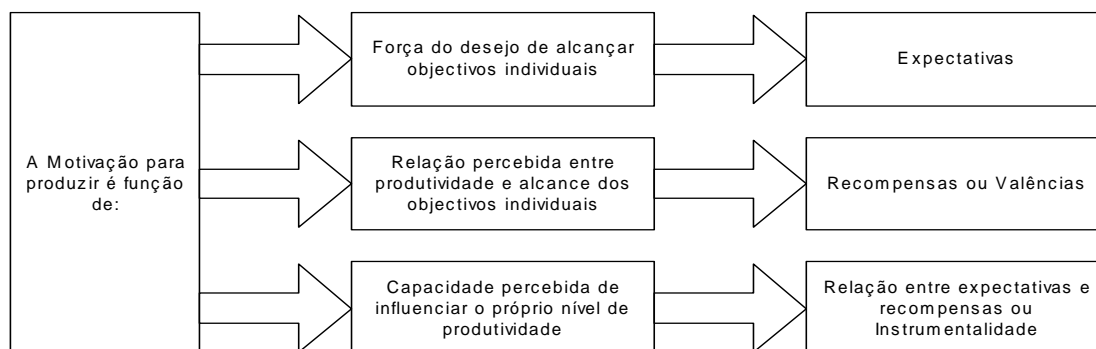 A Motivação para
produzir é função
de:
Força do desejo de alcançar
objectivos individuais
Expectativas
Relação percebida entre
produtividade e alcance dos
objectivos individuais
Recompensas ou Valências
Capacidade percebida de
influenciar o próprio nível de
produtividade
Relação entre expectativas e
recompensas ou
Instrumentalidade